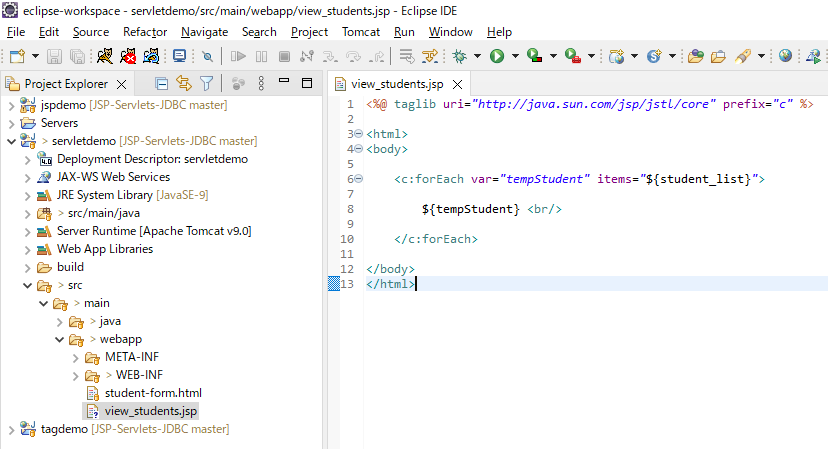 eclipse-workspace - servletdemo/src/main/webapp/view_students.jsp - Eclipse IDE
File Edit Source Refactor Navigate Search Project Tomcat Run Window Help
Project Explorer
jspdemo [JSP-Servlets-JDBC master]
Servers
> servletdemo [JSP-Servlets-JDBC master]
Deployment Descriptor: servletdemo
JAX-WS Web Services
JRE System Library [JavaSE-9]
> src/main/java
Server Runtime [Apache Tomcat v9.0]
Web App Libraries
build
> src
> main
> java
> webapp
META-INF
> WEB-INF
student-form.html
view_students.jsp
tagdemo [JSP-Servlets-JDBC master]
view_students.jsp
1 <%@ taglib uri="http://java.sun.com/jsp/jstl/core" prefix="c" %>
2
3 <html>
4 <body>
5
6 <c:forEach var="tempStudent" items="${student_list}">
7
8 ${tempStudent} <br/>
9
10 </c:forEach>
11
12 </body>
13 </html>